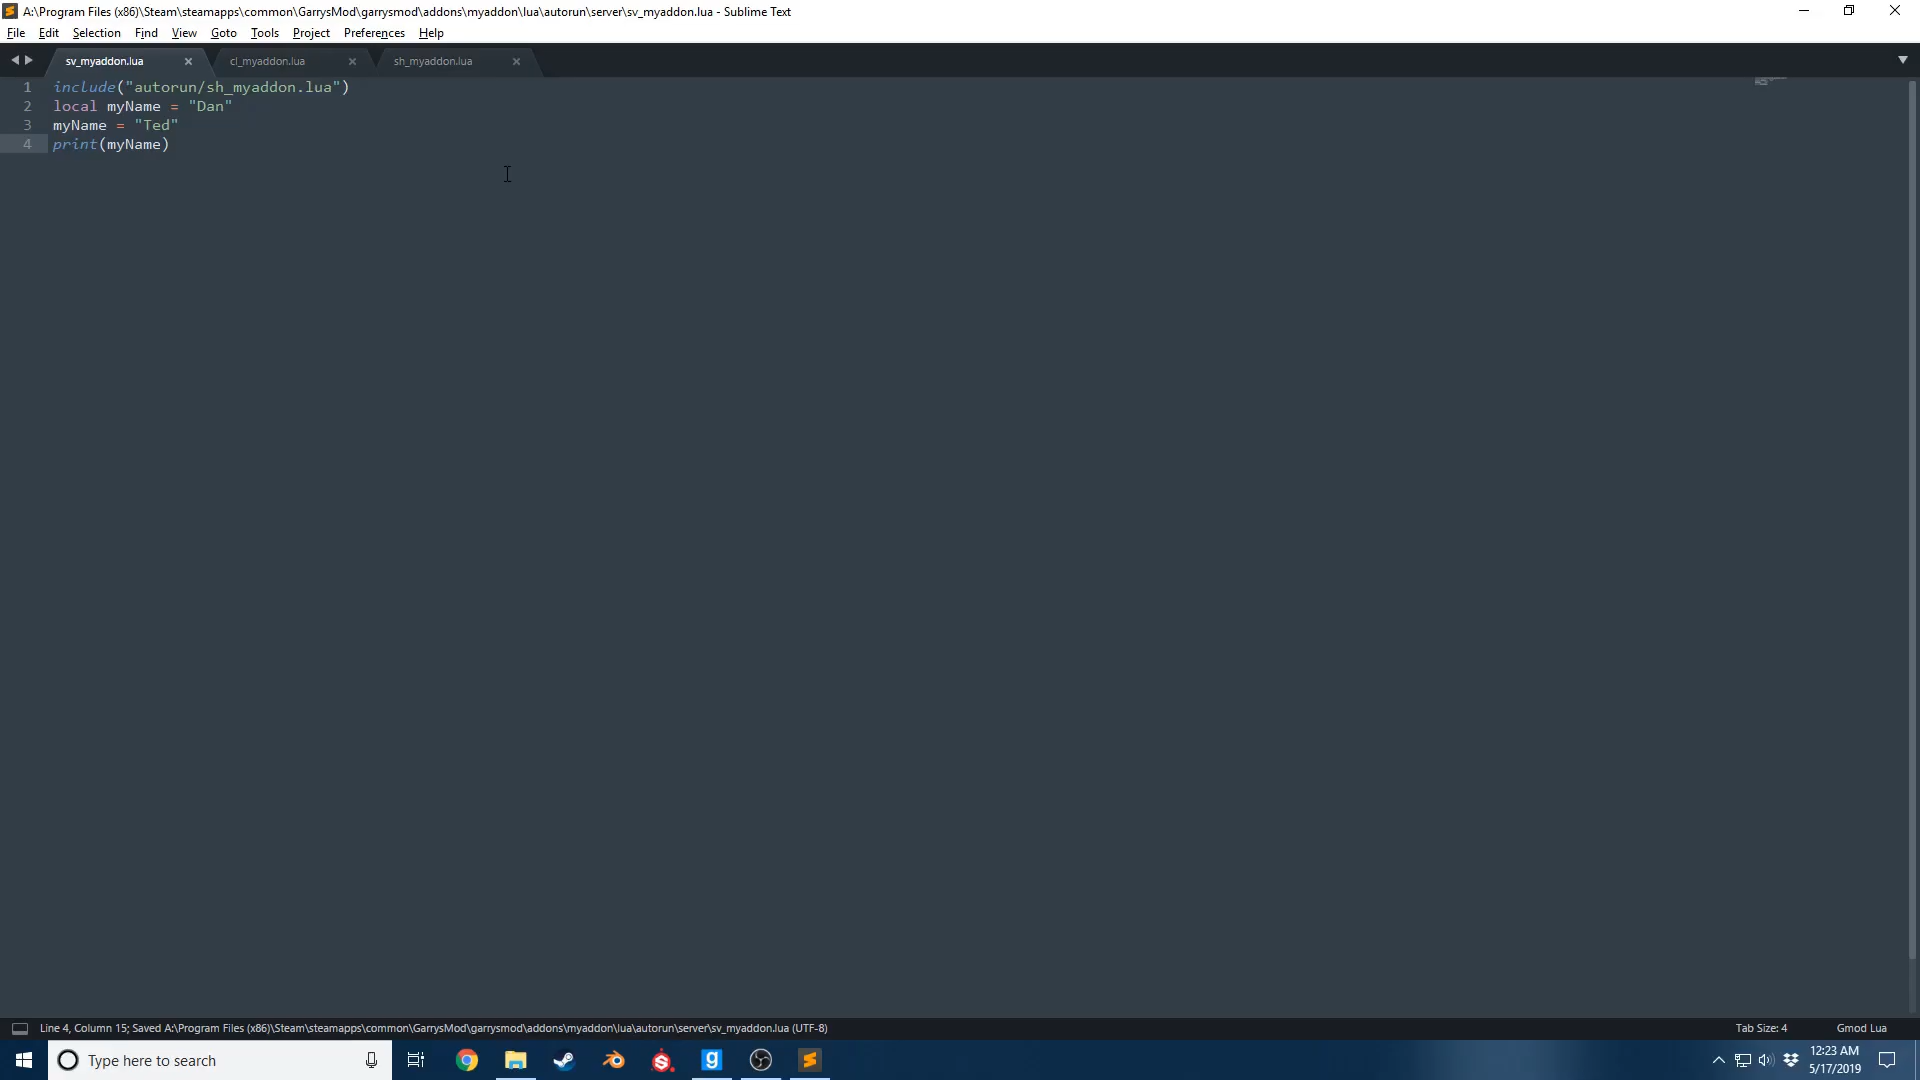 A:\Program Files (x86)\Steam\steamapps\common\GarrysMod\garrysmod\addons\myaddon\lua\autorun\server\sv_myaddon.lua - Sublime Text
File Edit Selection Find View Goto Tools Project Preferences Help
sv_myaddon.lua cl_myaddon.lua sh_myaddon.lua
1 include("autorun/sh_myaddon.lua")
2 local myName = "Dan"
3 myName = "Ted"
4 print(myName)
Line 4, Column 15; Saved A:\Program Files (x86)\Steam\steamapps\common\GarrysMod\garrysmod\addons\myaddon\lua\autorun\server\sv_myaddon.lua (UTF-8) Tab Size: 4 Gmod Lua
Type here to search
12:23 AM
5/17/2019